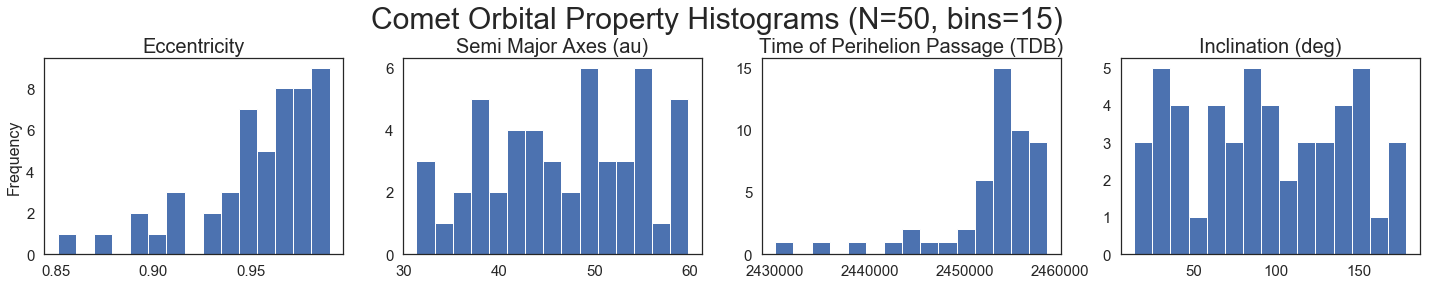 Comet Orbital Property Histograms (N=50, bins=15)
Eccentricity
Frequency
8
6
4
2
0
0.85 0.90 0.95
Semi Major Axes (au)
6
4
2
0
30 40 50 60
Time of Perihelion Passage (TDB)
15
10
5
0
2430000 2440000 2450000 2460000
Inclination (deg)
5
4
3
2
1
0
50 100 150